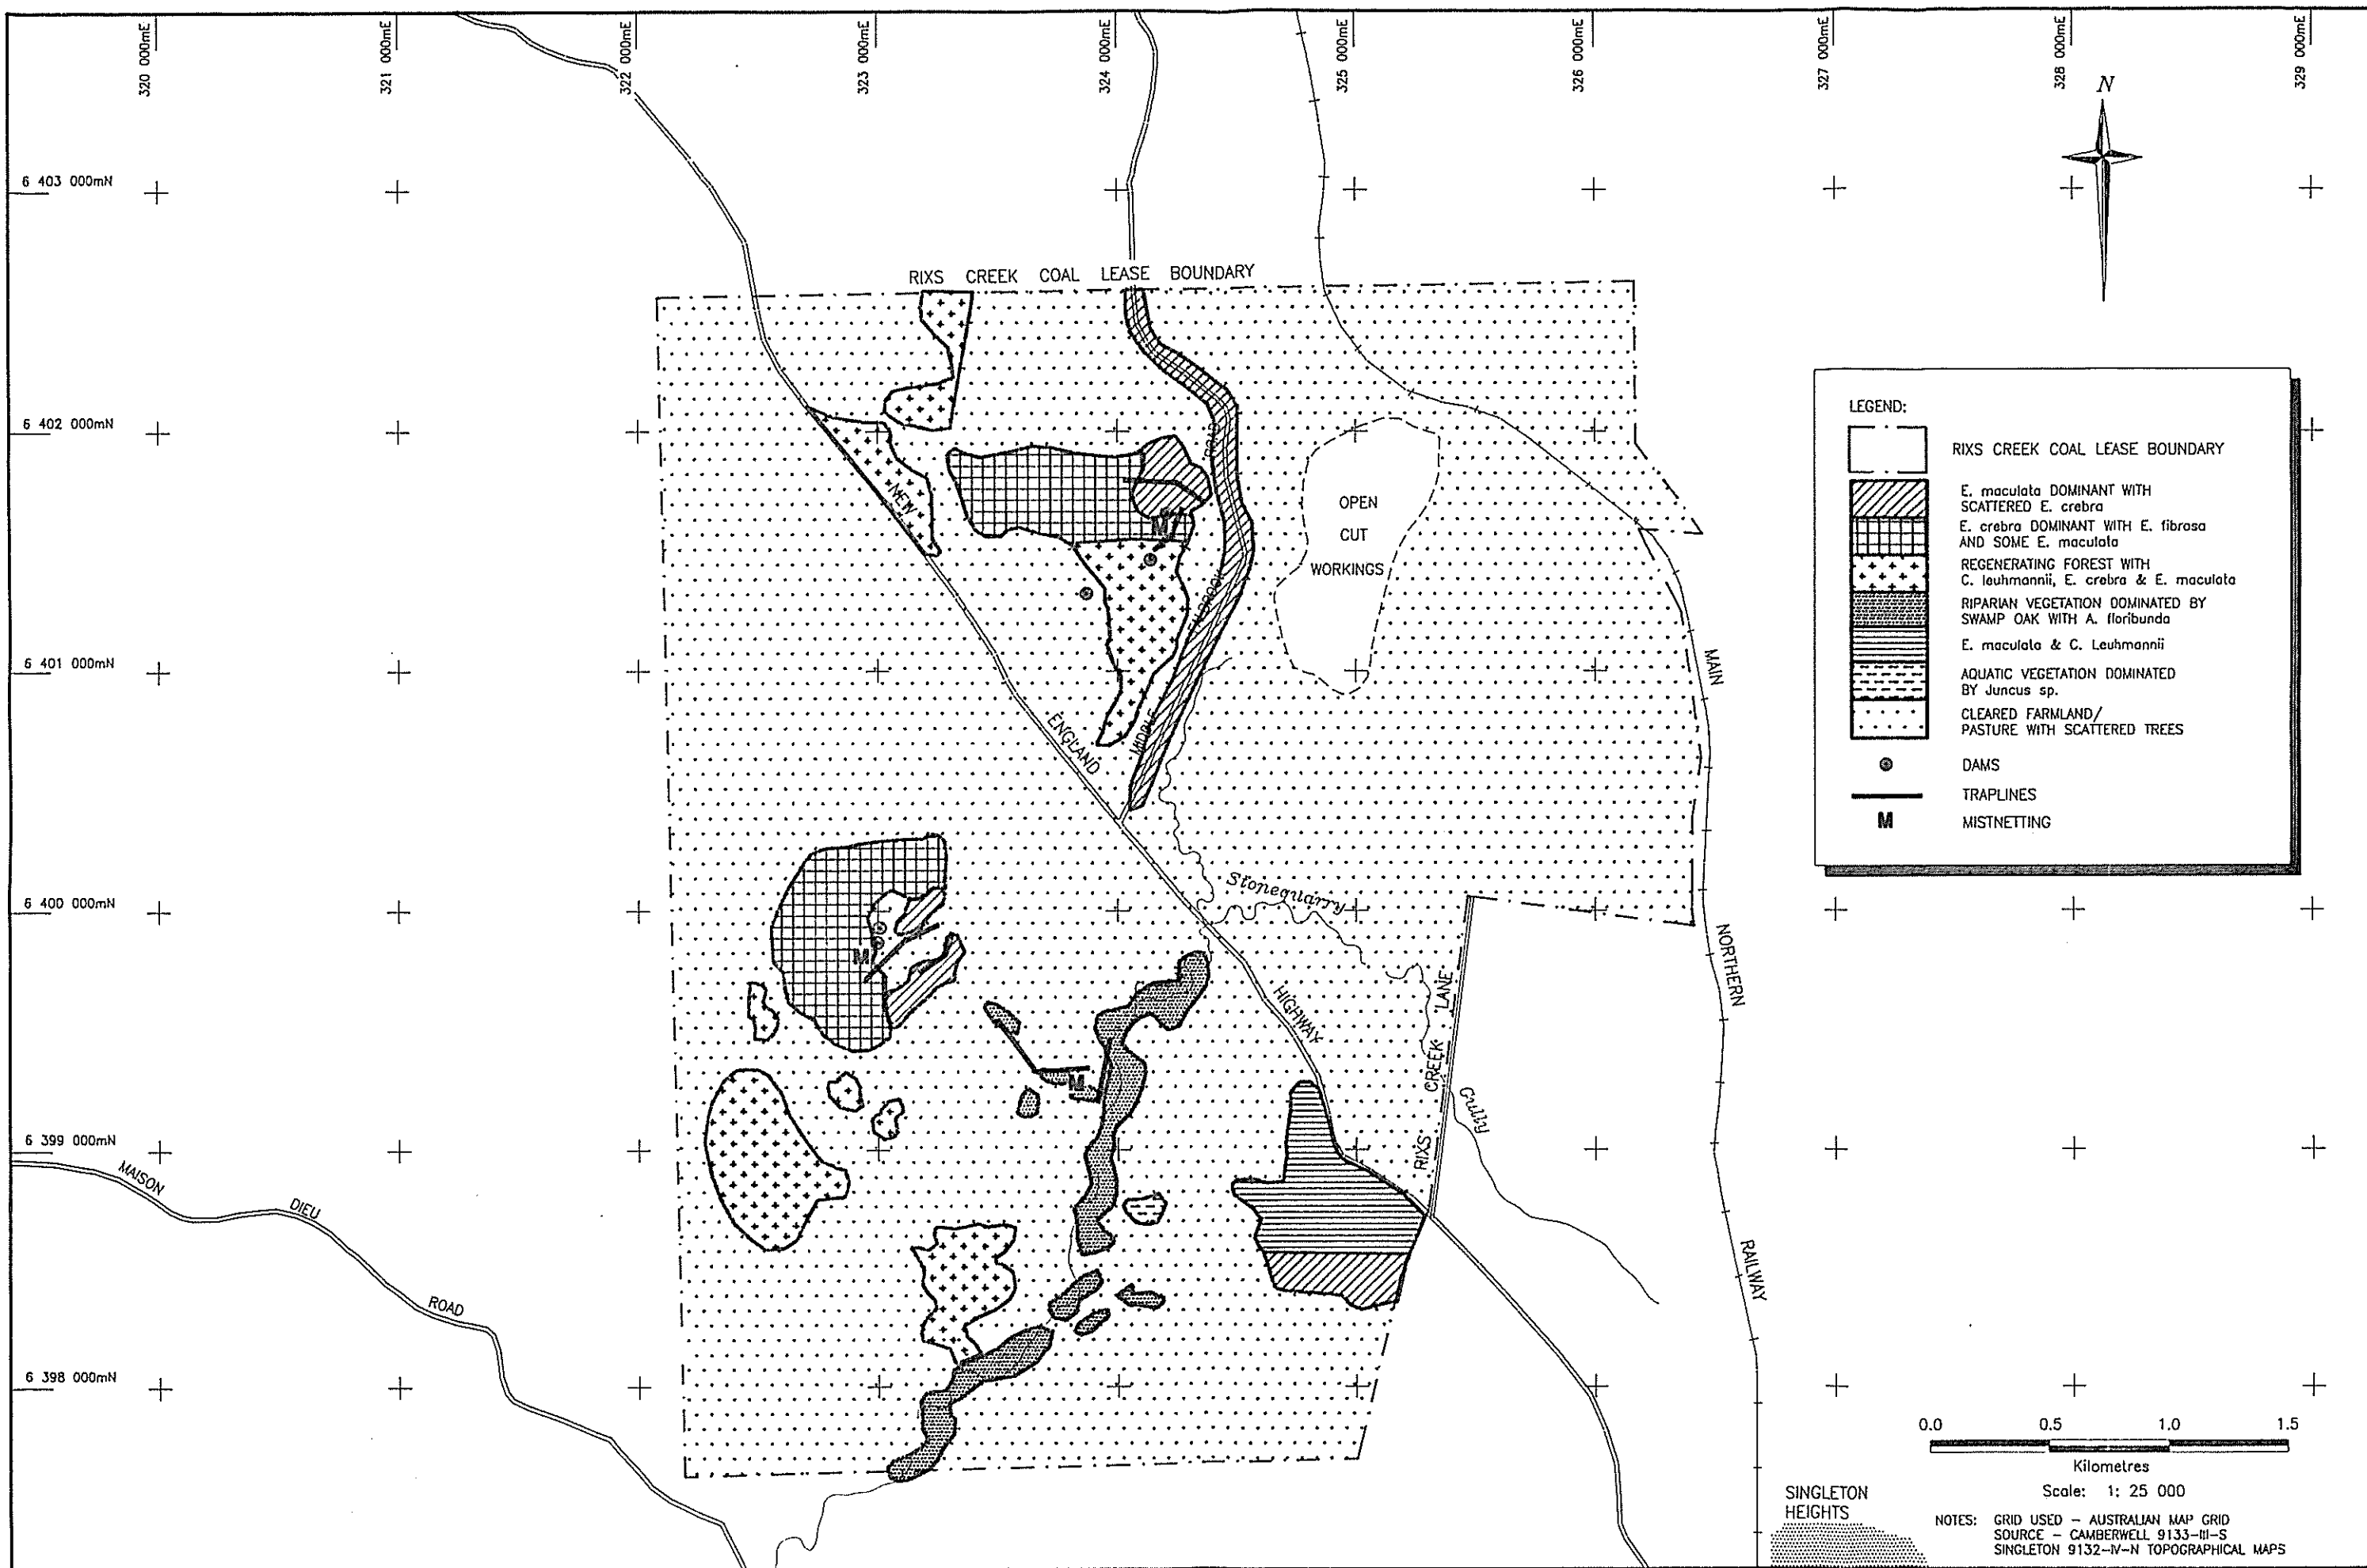 320 000mE
321 000mE
322 000mE
323 000mE
324 000mE
325 000mE
326 000mE
327 000mE
328 000mE
329 000mE
N
6 403 000mN
6 402 000mN
6 401 000mN
6 400 000mN
6 399 000mN
6 398 000mN
RIXS CREEK COAL LEASE BOUNDARY
NEW
ENGLAND
HIGHWAY
MIDDLE
FALBROOK
ROAD
OPEN
CUT
WORKINGS
M
M
M
Stonequarry
Gully
RIXS CREEK LANE
MAIN
NORTHERN
RAILWAY
MAISON
DIEU
ROAD
LEGEND:
RIXS CREEK COAL LEASE BOUNDARY
E. maculata DOMINANT WITH
SCATTERED E. crebra
E. crebra DOMINANT WITH E. fibrosa
AND SOME E. maculata
REGENERATING FOREST WITH
C. leuhmannii, E. crebra & E. maculata
RIPARIAN VEGETATION DOMINATED BY
SWAMP OAK WITH A. floribunda
E. maculata & C. Leuhmannii
AQUATIC VEGETATION DOMINATED
BY Juncus sp.
CLEARED FARMLAND/
PASTURE WITH SCATTERED TREES
DAMS
TRAPLINES
M MISTNETTING
0.0 0.5 1.0 1.5
Kilometres
Scale: 1: 25 000
SINGLETON
HEIGHTS
NOTES: GRID USED - AUSTRALIAN MAP GRID
SOURCE - CAMBERWELL 9133-III-S
SINGLETON 9132-IV-N TOPOGRAPHICAL MAPS